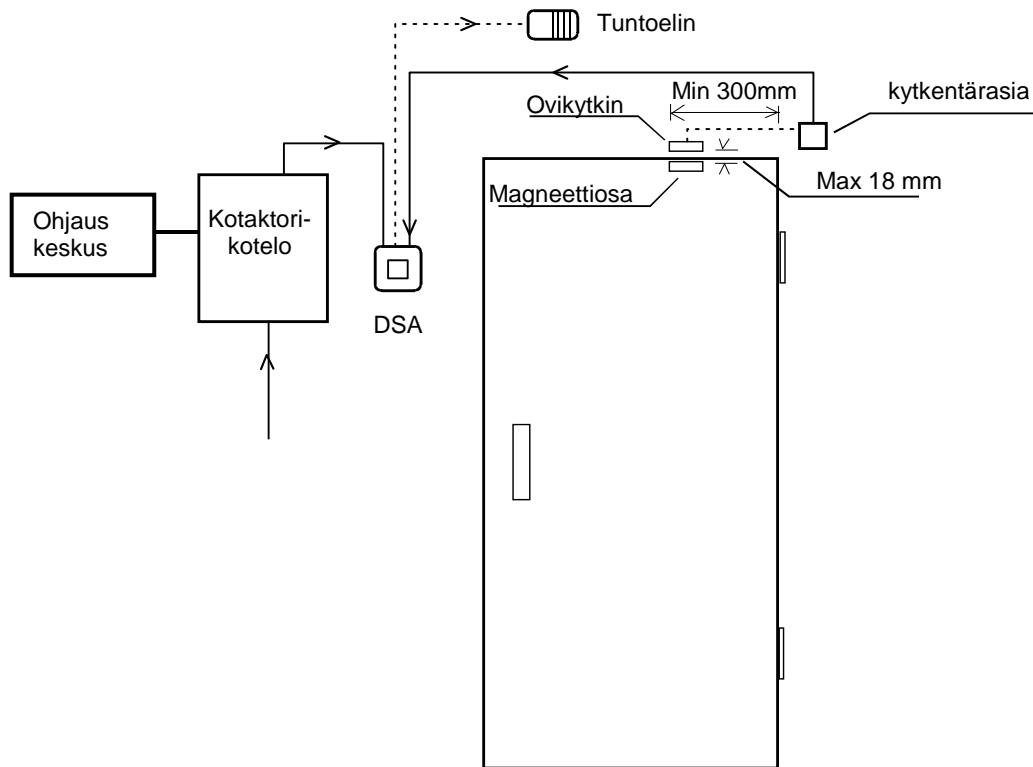 Tuntoelin
Min 300mm
kytkentärasia
Ovikytkin
Magneettiosa
Max 18 mm
Ohjaus
keskus
Kotaktori-
kotelo
DSA